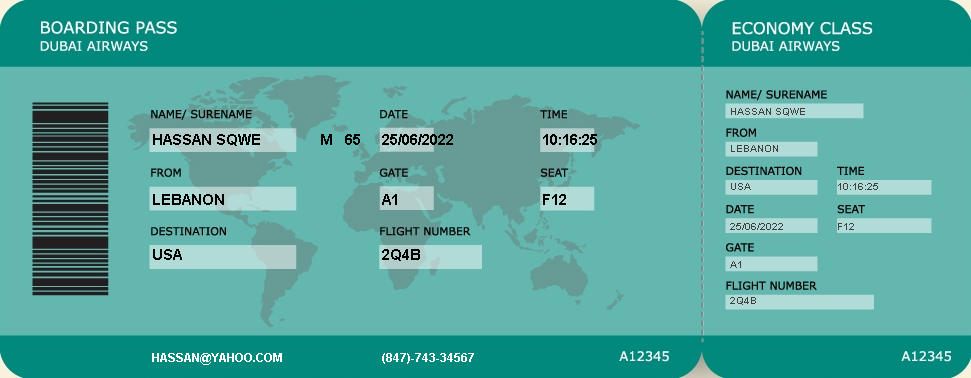 BOARDING PASS
DUBAI AIRWAYS
NAME/ SURENAME DATE TIME
HASSAN SQWE M 65 25/06/2022 10:16:25
FROM GATE SEAT
LEBANON A1 F12
DESTINATION FLIGHT NUMBER
USA 2Q4B
HASSAN@YAHOO.COM (847)-743-34567 A12345
ECONOMY CLASS
DUBAI AIRWAYS
NAME/ SURENAME
HASSAN SQWE
FROM
LEBANON
DESTINATION TIME
USA 10:16:25
DATE SEAT
25/06/2022 F12
GATE
A1
FLIGHT NUMBER
2Q4B
A12345